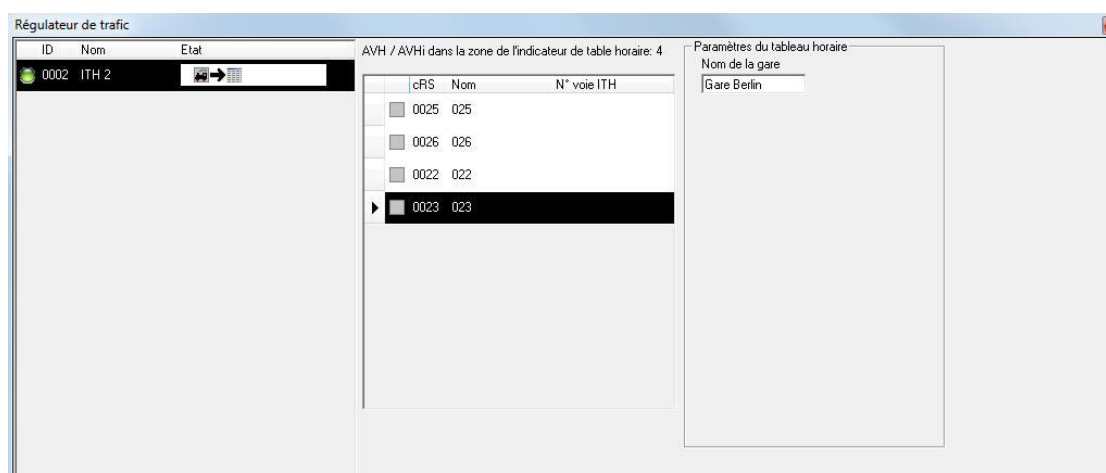 Régulateur de trafic
ID Nom Etat
0002 ITH 2
AVH / AVHi dans la zone de l'indicateur de table horaire: 4
cRS Nom N° voie ITH
0025 025
0026 026
0022 022
0023 023
Paramètres du tableau horaire
Nom de la gare
Gare Berlin